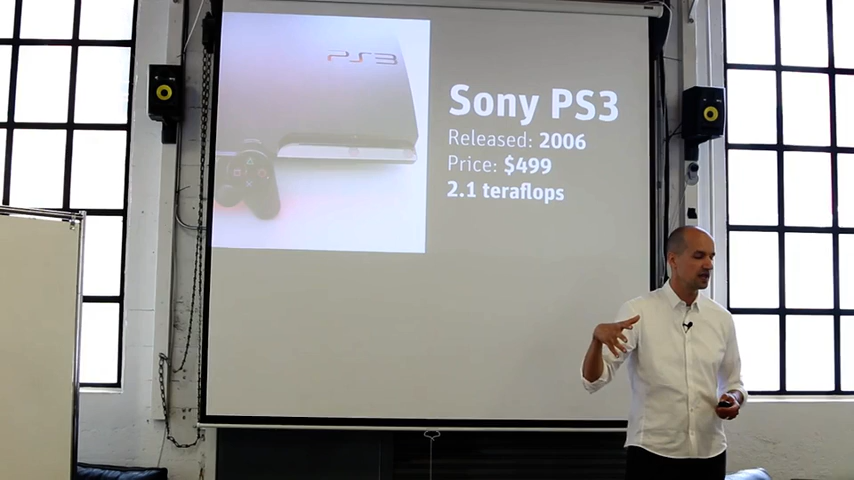 PS3
Sony PS3
Released: 2006
Price: $499
2.1 teraflops